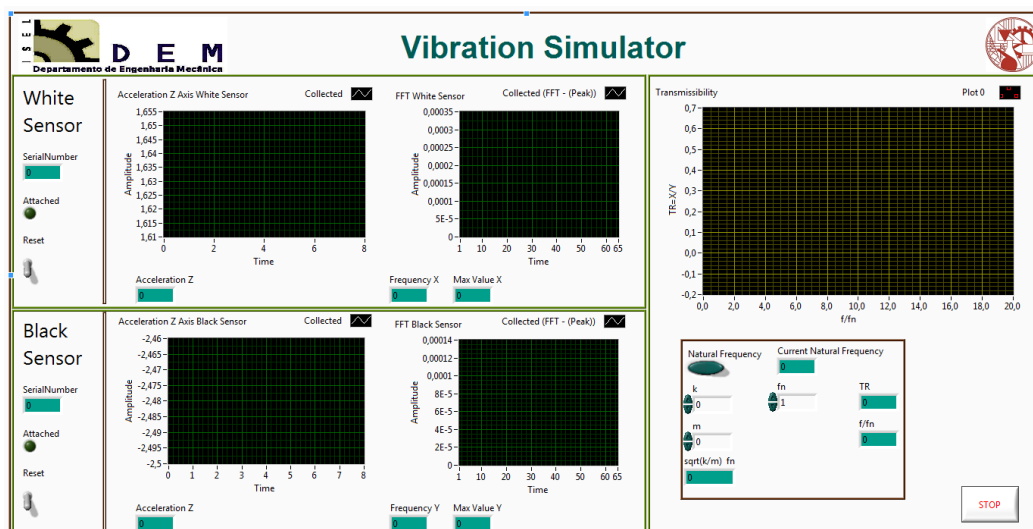 ISEL
DEM
Departamento de Engenharia Mecânica
Vibration Simulator
White
Sensor
SerialNumber
0
Attached
Reset
Acceleration Z Axis White Sensor
Collected
Amplitude
1,655
1,65
1,645
1,64
1,635
1,63
1,625
1,62
1,615
1,61
0 2 4 6 8
Time
Acceleration Z
0
FFT White Sensor
Collected (FFT - (Peak))
Amplitude
0,00035
0,0003
0,00025
0,0002
0,00015
0,0001
5E-5
0
1 10 20 30 40 50 60 65
Time
Frequency X
0
Max Value X
0
Black
Sensor
SerialNumber
0
Attached
Reset
Acceleration Z Axis Black Sensor
Collected
Amplitude
-2,46
-2,465
-2,47
-2,475
-2,48
-2,485
-2,49
-2,495
-2,5
0 1 2 3 4 5 6 7 8
Time
Acceleration Z
0
FFT Black Sensor
Collected (FFT - (Peak))
Amplitude
0,00014
0,00012
0,0001
8E-5
6E-5
4E-5
2E-5
0
1 10 20 30 40 50 60 65
Time
Frequency Y
0
Max Value Y
0
Transmissibility
Plot 0
TR=X/Y
0,7
0,6
0,5
0,4
0,3
0,2
0,1
0,0
-0,1
-0,2
0,0 2,0 4,0 6,0 8,0 10,0 12,0 14,0 16,0 18,0 20,0
f/fn
Natural Frequency
Current Natural Frequency
0
k
0
fn
1
TR
0
m
0
f/fn
0
sqrt(k/m) fn
0
STOP